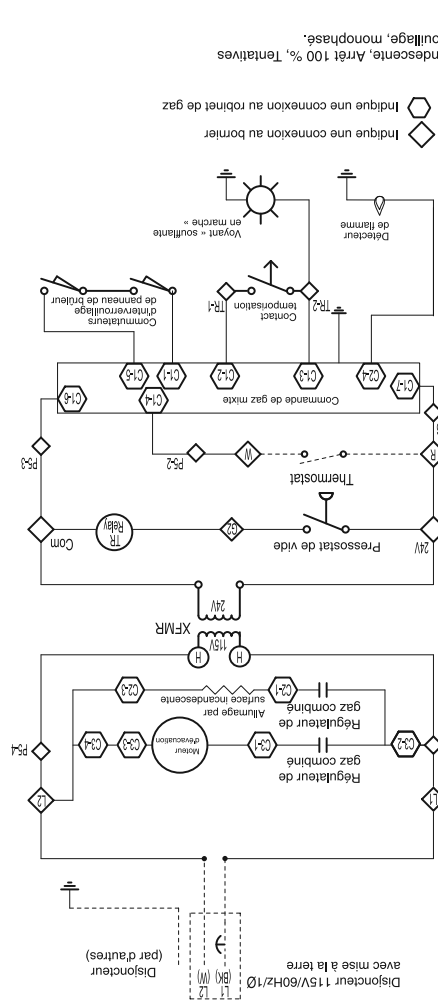 Disjoncteur 115V/60Hz/1Ø
avec mise à la terre
L1
(BK)
L2
(W)
Disjoncteur
(par d'autres)
L1
L2
C3-2
Régulateur de
gaz combiné
C3-1
Moteur
d'évacuation
C3-3
C3-4
P5-4
Régulateur de
gaz combiné
C2-1
Allumage par
surface incandescente
C2-3
H
115V
H
XFMR
24V
24V
Pressostat de vide
G2
TR
Relay
Com
R
Thermostat
W
P5-2
P5-3
C1-7
Commande de gaz mixte
C1-4
C1-6
C2-4
C1-3
C1-2
C1-1
C1-5
TR-2
Contact
temporisation
TR-1
Commutateurs
d'interverrouillage
de panneau de brûleur
Détecteur
de flamme
Voyant « soufflante
en marche »
Indique une connexion au bornier
Indique une connexion au robinet de gaz
ndescente, Arrêt 100 %, Tentatives
ouillage, monophasé.